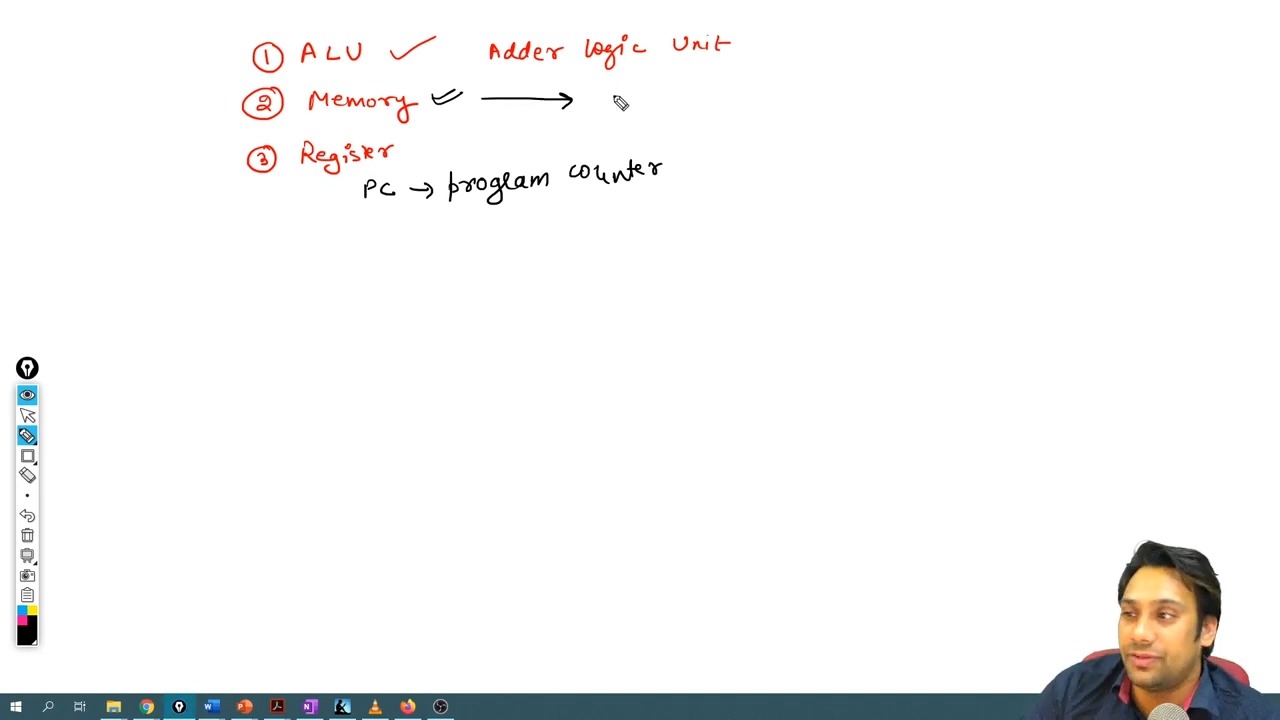 ① ALU ✓ Adder Logic Unit
② Memory ✓ →
③ Register
PC → program counter